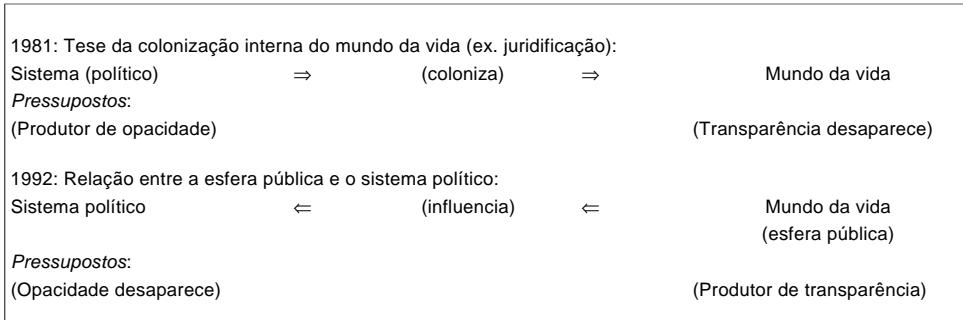 1981: Tese da colonização interna do mundo da vida (ex. juridificação):
Sistema (político) ⇒ (coloniza) ⇒ Mundo da vida
Pressupostos:
(Produtor de opacidade) (Transparência desaparece)
1992: Relação entre a esfera pública e o sistema político:
Sistema político ⇐ (influencia) ⇐ Mundo da vida
(esfera pública)
Pressupostos:
(Opacidade desaparece) (Produtor de transparência)